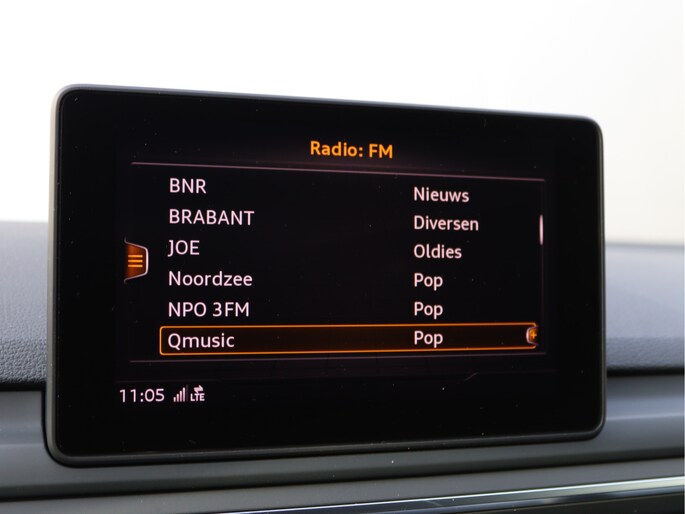 Radio: FM
BNR Nieuws
BRABANT Diversen
JOE Oldies
Noordzee Pop
NPO 3FM Pop
Qmusic Pop
11:05 LTE